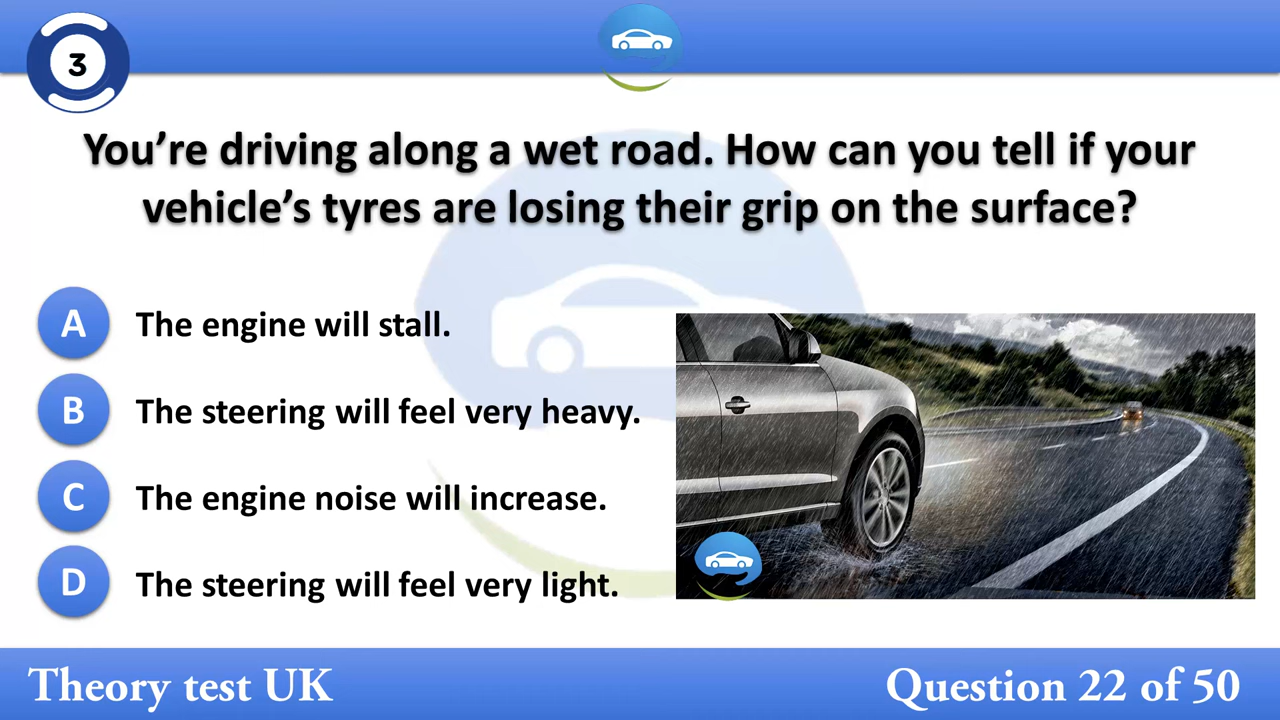 3
You’re driving along a wet road. How can you tell if your
vehicle’s tyres are losing their grip on the surface?
A The engine will stall.
B The steering will feel very heavy.
C The engine noise will increase.
D The steering will feel very light.
Theory test UK
Question 22 of 50